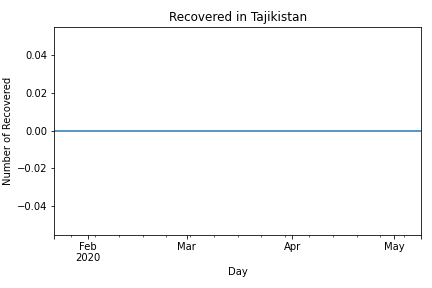 Recovered in Tajikistan
Number of Recovered
0.04
0.02
0.00
−0.02
−0.04
Feb
2020
Mar
Apr
May
Day